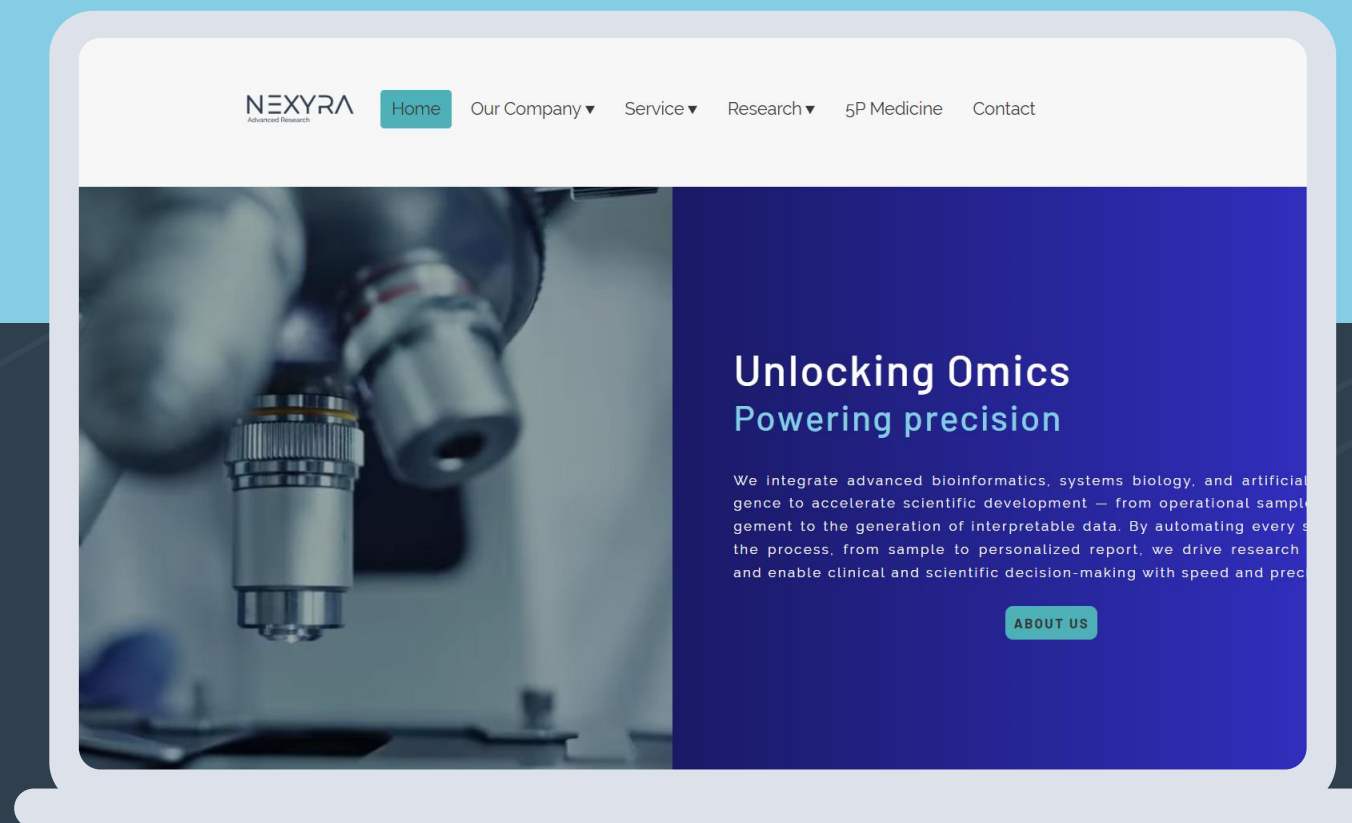 NEXYRA
Advanced Research
Home
Our Company ▾
Service ▾
Research ▾
5P Medicine
Contact
Unlocking Omics
Powering precision
We integrate advanced bioinformatics, systems biology, and artificial
gence to accelerate scientific development — from operational sample
gement to the generation of interpretable data. By automating every s
the process, from sample to personalized report, we drive research
and enable clinical and scientific decision-making with speed and prec
ABOUT US